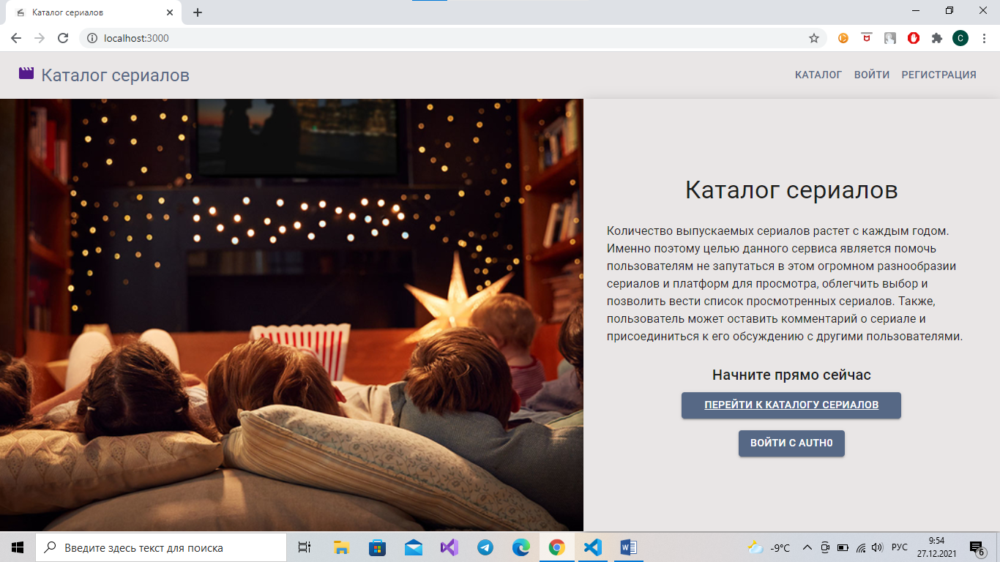 Каталог сериалов
localhost:3000
C
Каталог сериалов
КАТАЛОГ ВОЙТИ РЕГИСТРАЦИЯ
Каталог сериалов
Количество выпускаемых сериалов растет с каждым годом.
Именно поэтому целью данного сервиса является помочь
пользователям не запутаться в этом огромном разнообразии
сериалов и платформ для просмотра, облегчить выбор и
позволить вести список просмотренных сериалов. Также,
пользователь может оставить комментарий о сериале и
присоединиться к его обсуждению с другими пользователями.
Начните прямо сейчас
ПЕРЕЙТИ К КАТАЛОГУ СЕРИАЛОВ
ВОЙТИ С AUTH0
Введите здесь текст для поиска
-9°C
РУС
9:54
27.12.2021
6